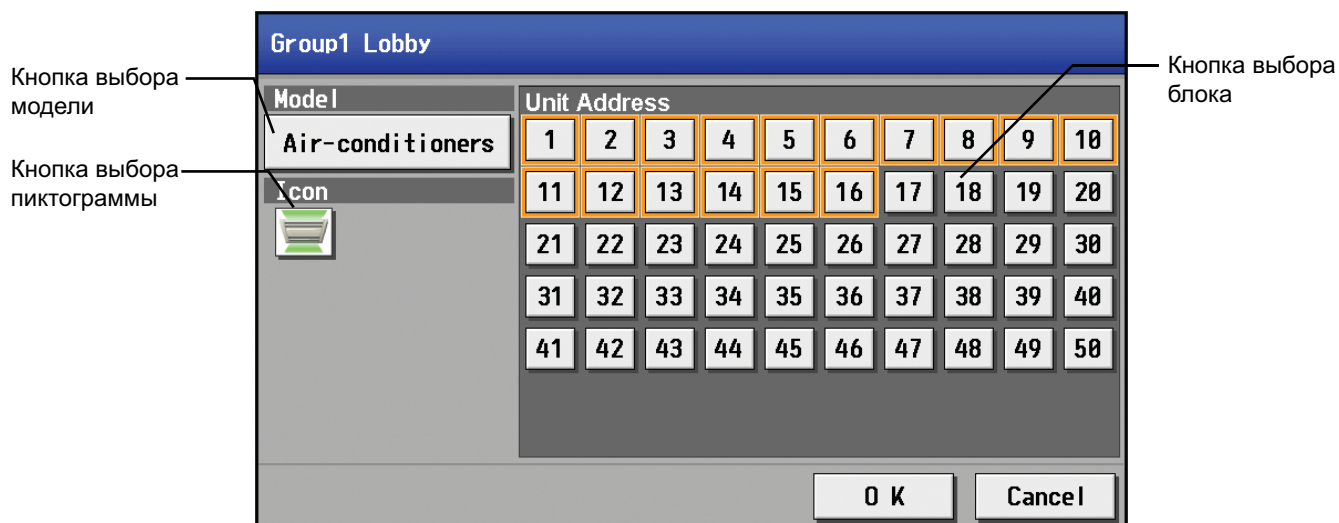 Group1 Lobby
Кнопка выбора
модели
Кнопка выбора
пиктограммы
Кнопка выбора
блока
Model
Air-conditioners
Icon
Unit Address
1 2 3 4 5 6 7 8 9 10
11 12 13 14 15 16 17 18 19 20
21 22 23 24 25 26 27 28 29 30
31 32 33 34 35 36 37 38 39 40
41 42 43 44 45 46 47 48 49 50
OK Cancel